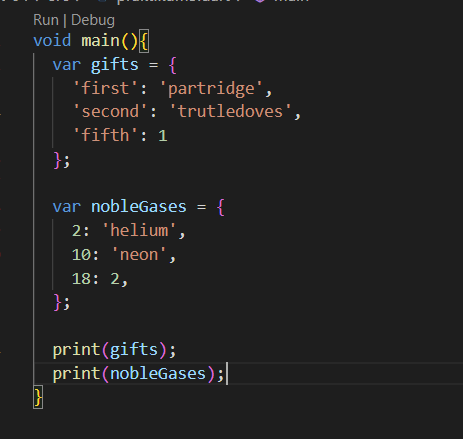 main
Run | Debug
void main(){
  var gifts = {
    'first': 'partridge',
    'second': 'trutledoves',
    'fifth': 1
  };

  var nobleGases = {
    2: 'helium',
    10: 'neon',
    18: 2,
  };

  print(gifts);
  print(nobleGases);
}